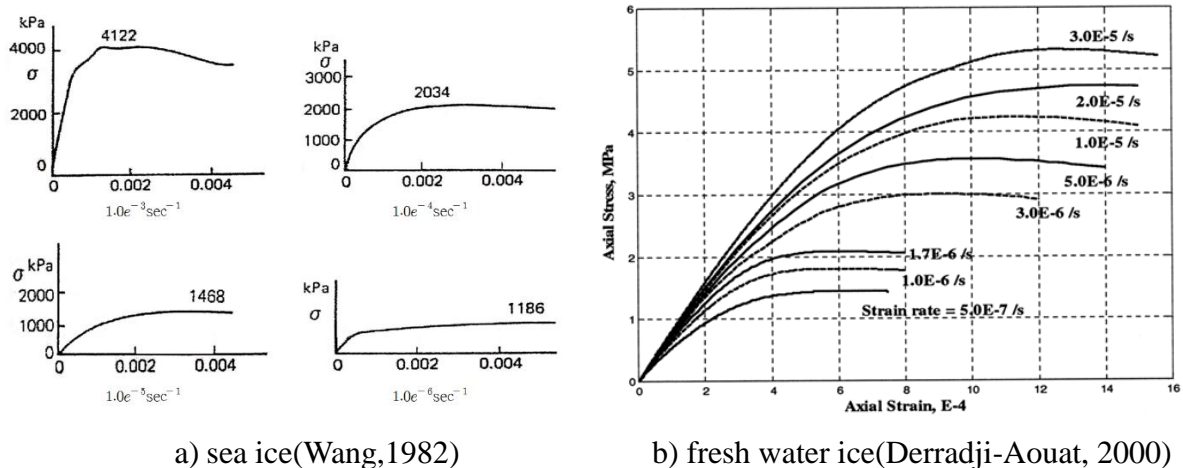 kPa
4122
4000
σ
2000
0
0
0.002
0.004
1.0e⁻³sec⁻¹
kPa
σ
3000
2034
2000
1000
0
0
0.002
0.004
1.0e⁻⁴sec⁻¹
σ kPa
2000
1468
1000
0
0
0.002
0.004
1.0e⁻⁵sec⁻¹
kPa
σ
1186
0
0.002
0.004
1.0e⁻⁶sec⁻¹
a) sea ice(Wang,1982)
Axial Stress, MPa
6
5
4
3
2
1
0
3.0E-5 /s
2.0E-5 /s
1.0E-5 /s
5.0E-6 /s
3.0E-6 /s
1.7E-6 /s
1.0E-6 /s
Strain rate = 5.0E-7 /s
0 2 4 6 8 10 12 14 16
Axial Strain, E-4
b) fresh water ice(Derradji-Aouat, 2000)